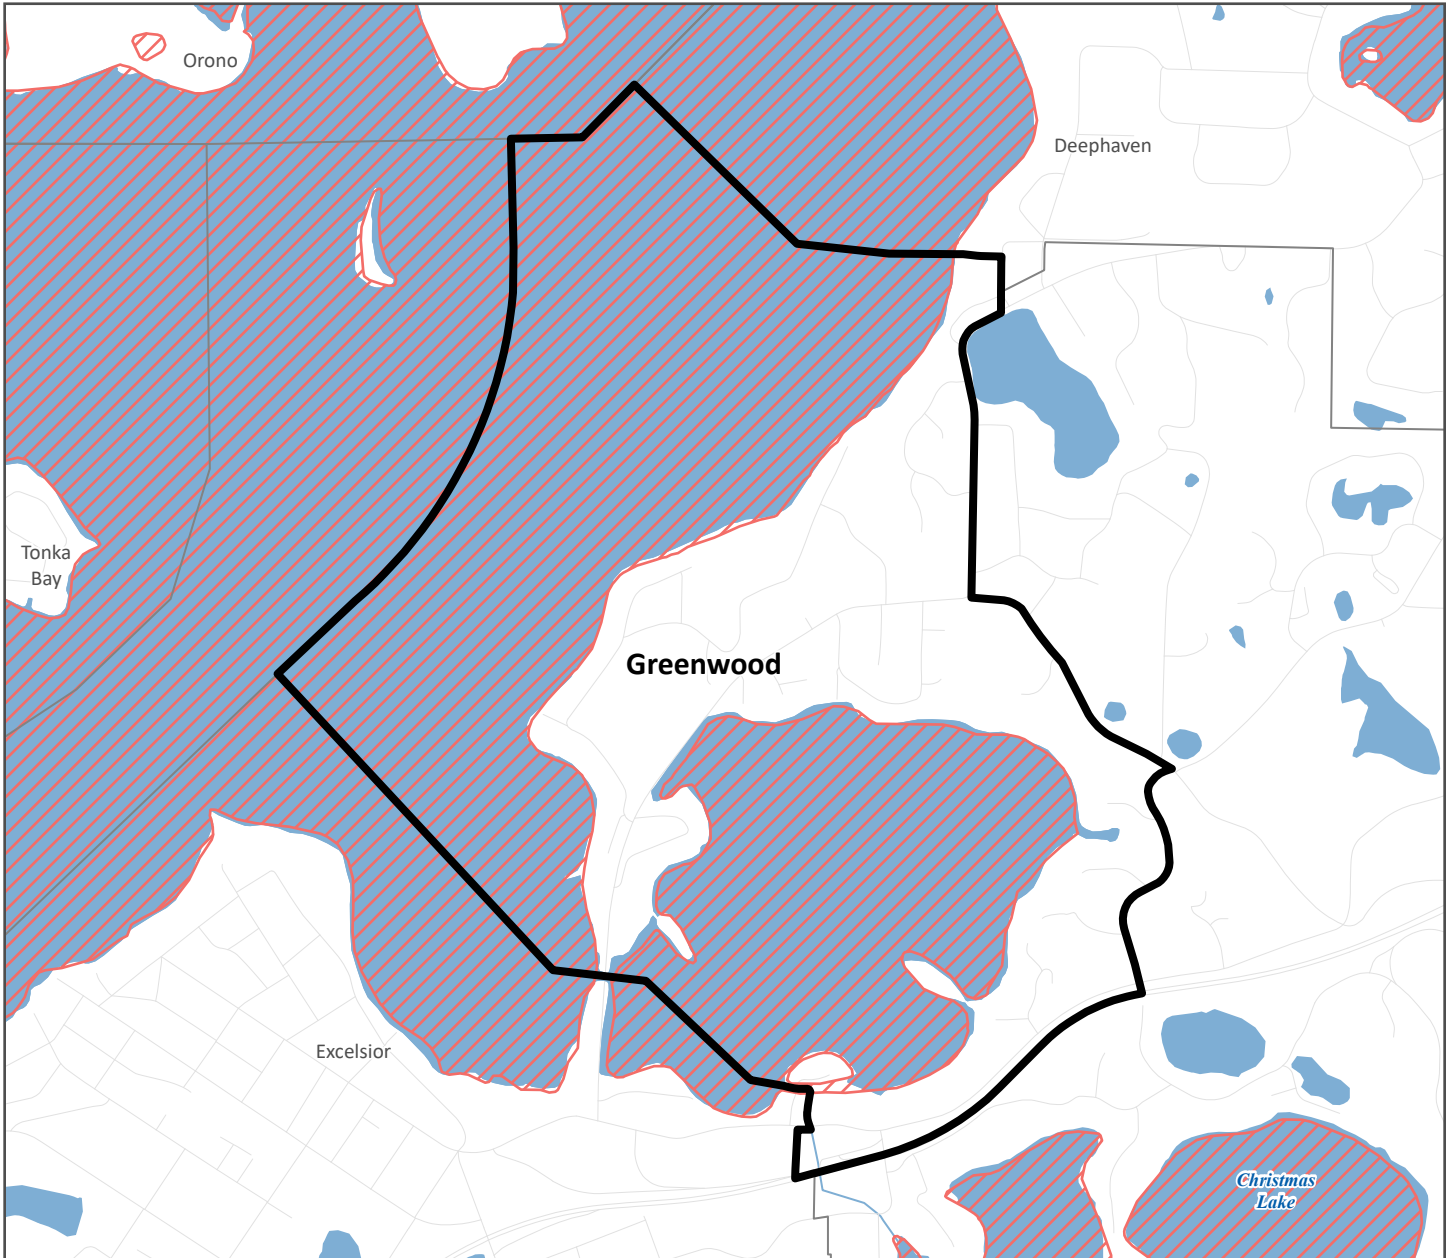 Orono
Deephaven
Tonka
Bay
Greenwood
Excelsior
Christmas
Lake